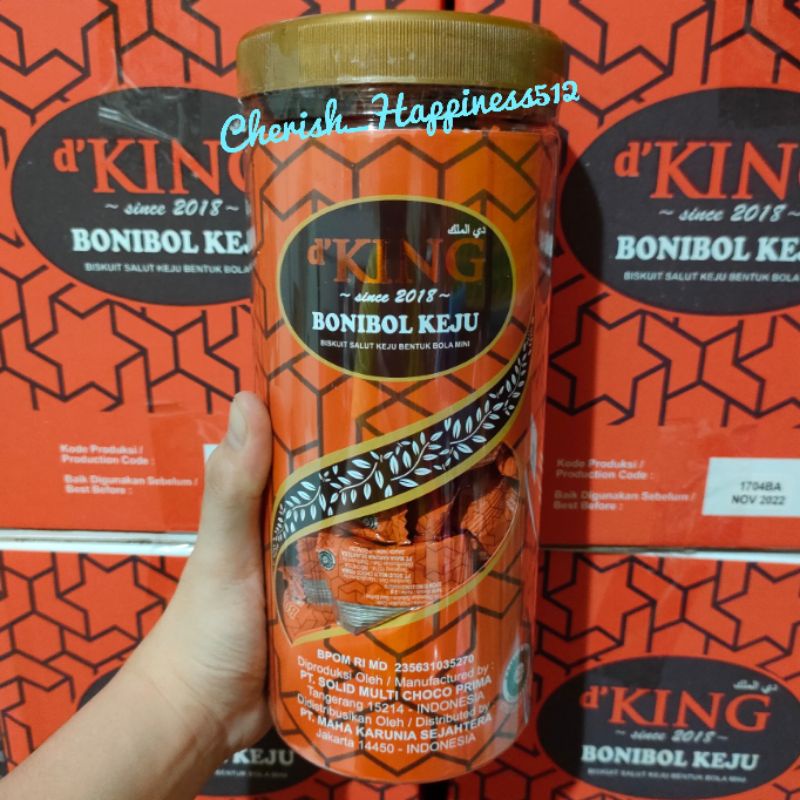 Cherish_Happiness512
d'KING
~ since 2018 ~
BONIBOL KEJ
BISKUIT SALUT KEJU BENTUK BOLA
Kode Produksi /
Production Code :
Baik Digunakan Sebelum /
Best Before :
دي الملك
d'KING
~ since 2018 ~
BONIBOL KEJU
BISKUIT SALUT KEJU BENTUK BOLA MINI
BPOM RI MD 235631035270
Diproduksi Oleh / Manufactured by :
PT. SOLID MULTI CHOCO PRIMA
Tangerang 15214 - INDONESIA
Didistribusikan Oleh / Distributed by :
PT. MAHA KARUNIA SEJAHTERA
Jakarta 14450 - INDONESIA
d'KIN
~ since 2018
BONIBOL KE
BISKUIT SALUT KEJU BENTUK BOLA
Kode Produksi /
Production Code :
Baik Digunakan Sebelum /
Best Before :
1704BA
NOV 2022
دي الملك
d'KING
~ since 2018 ~
BONIBOL KEJU
BISKUIT SALUT KEJU BENTUK BOLA MINI